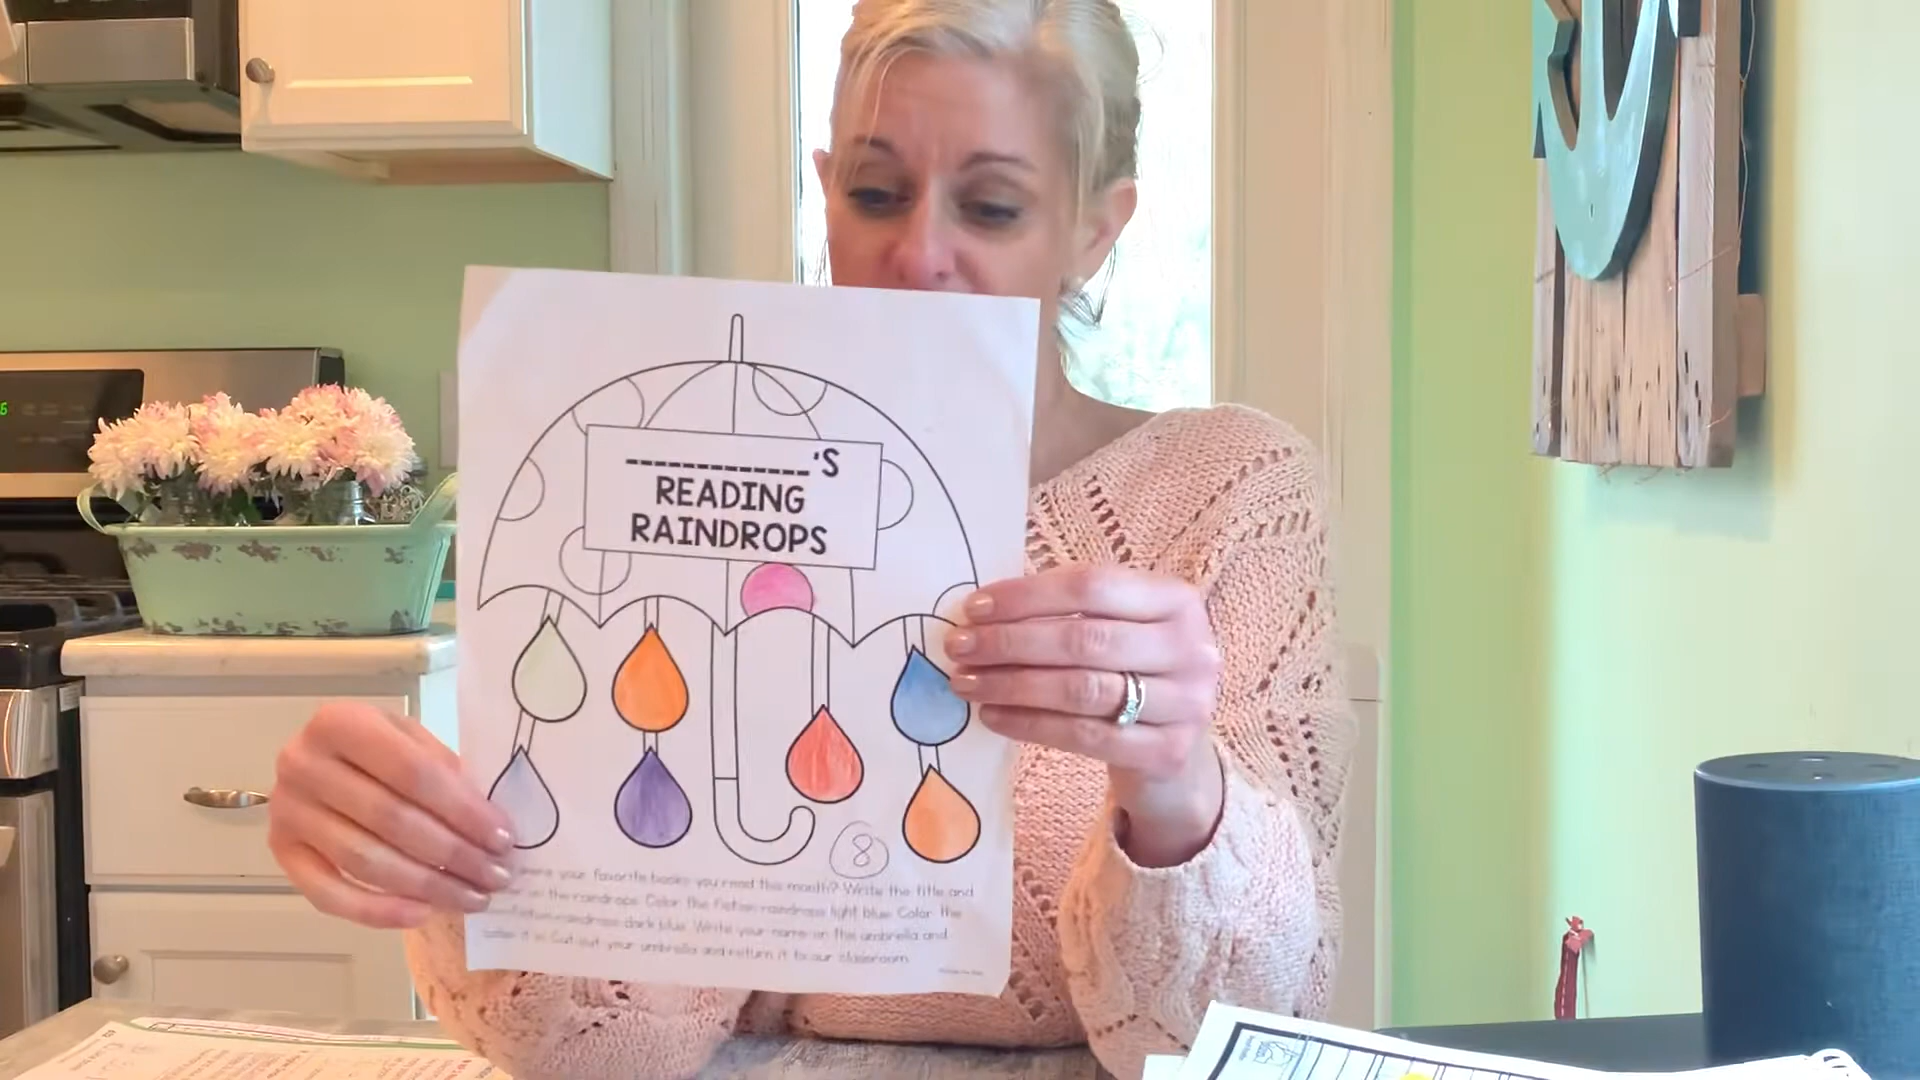 ____________'S
READING
RAINDROPS
8
your favorite books you read this month? Write the title and
on the raindrops. Color the fiction raindrops light blue. Color the
raindrops dark blue. Write your name on the umbrella and
it in. Cut out your umbrella and return it to our classroom.